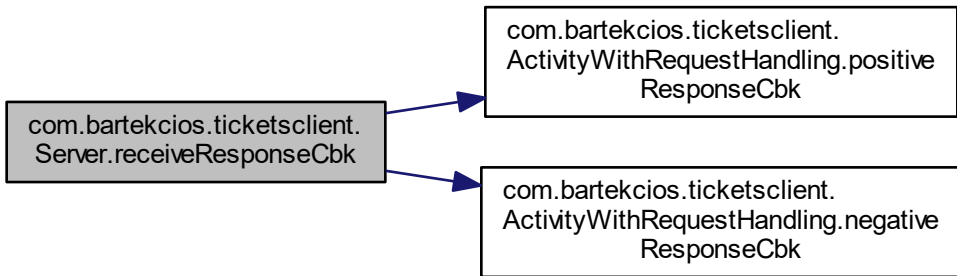 com.bartekcios.ticketsclient.
Server.receiveResponseCbk
com.bartekcios.ticketsclient.
ActivityWithRequestHandling.positive
ResponseCbk
com.bartekcios.ticketsclient.
ActivityWithRequestHandling.negative
ResponseCbk